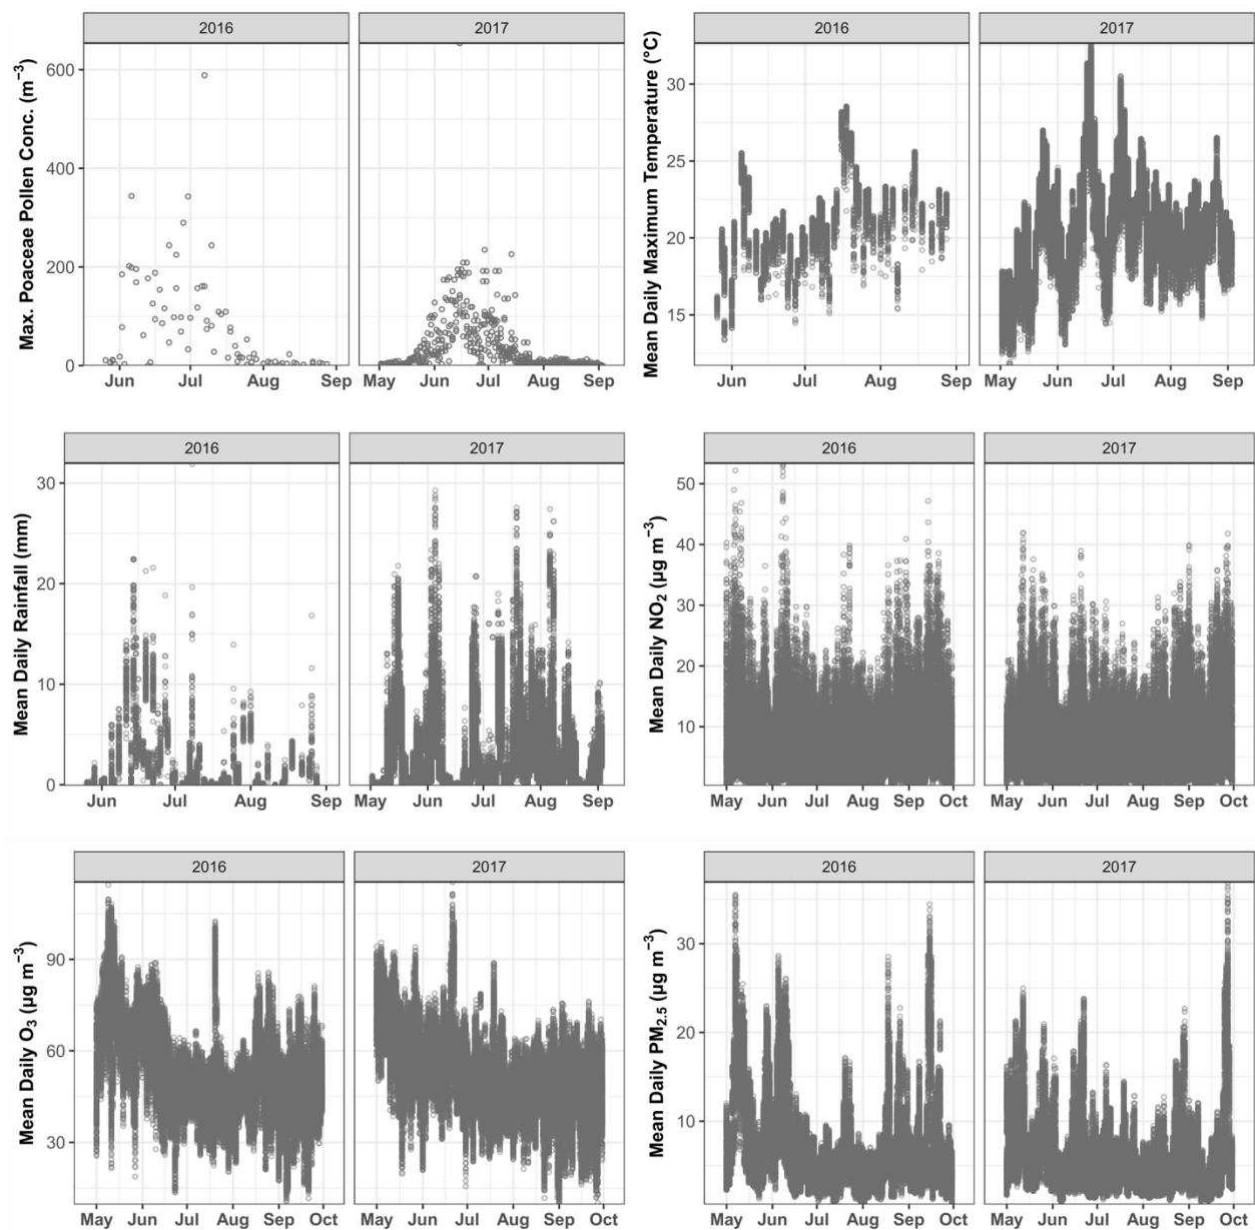 2016 2017
Max. Poaceae Pollen Conc. (m⁻³)
600
400
200
0
Jun Jul Aug Sep May Jun Jul Aug Sep
2016 2017
Mean Daily Maximum Temperature (°C)
30
25
20
15
Jun Jul Aug Sep May Jun Jul Aug Sep
2016 2017
Mean Daily Rainfall (mm)
30
20
10
0
Jun Jul Aug Sep May Jun Jul Aug Sep
2016 2017
Mean Daily NO₂ (µg m⁻³)
50
40
30
20
10
May Jun Jul Aug Sep Oct May Jun Jul Aug Sep Oct
2016 2017
Mean Daily O₃ (µg m⁻³)
90
60
30
May Jun Jul Aug Sep Oct May Jun Jul Aug Sep Oct
2016 2017
Mean Daily PM₂.₅ (µg m⁻³)
30
20
10
May Jun Jul Aug Sep Oct May Jun Jul Aug Sep Oct